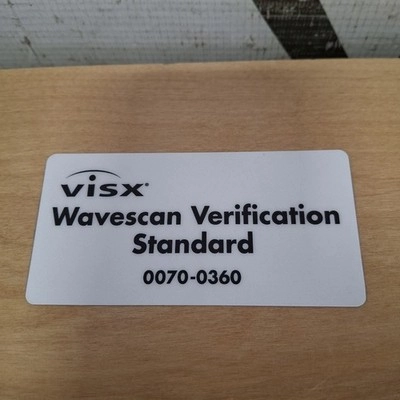 VISX®
Wavescan Verification
Standard
0070-0360